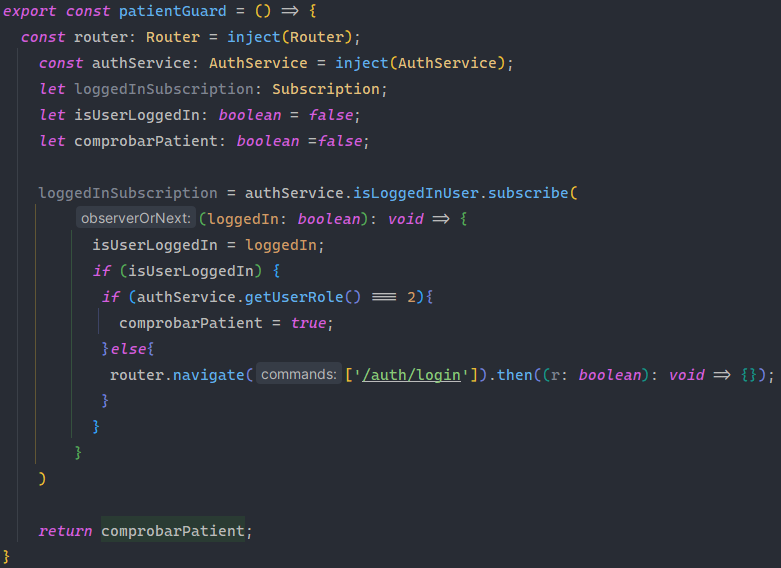 export const patientGuard = () => {
const router: Router = inject(Router);
const authService: AuthService = inject(AuthService);
let loggedInSubscription: Subscription;
let isUserLoggedIn: boolean = false;
let comprobarPatient: boolean =false;
loggedInSubscription = authService.isLoggedInUser.subscribe(
observerOrNext: (loggedIn: boolean): void => {
isUserLoggedIn = loggedIn;
if (isUserLoggedIn) {
if (authService.getUserRole() === 2){
comprobarPatient = true;
}else{
router.navigate( commands: ['/auth/login']).then((r: boolean): void => {});
}
}
}
)
return comprobarPatient;
}